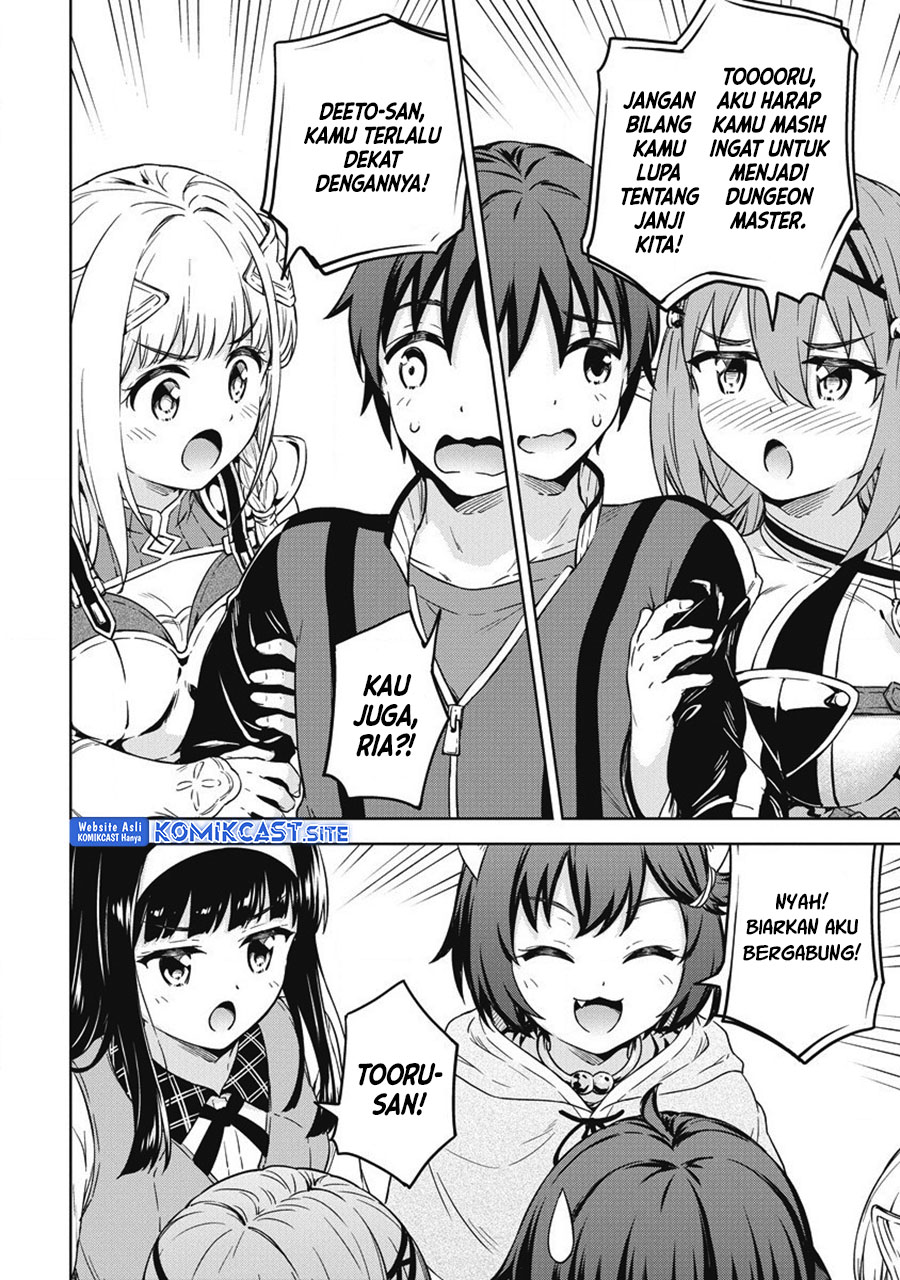 TOOOORU,
AKU HARAP
KAMU MASIH
INGAT UNTUK
MENJADI
DUNGEON
MASTER.
JANGAN
BILANG
KAMU
LUPA
TENTANG
JANJI
KITA!
DEETO-SAN,
KAMU TERLALU
DEKAT
DENGANNYA!
KAU
JUGA,
RIA?!
Website Asli
KOMIKCAST Hanya
KOMIKCAST.SITE
NYAH!
BIARKAN AKU
BERGABUNG!
TOORU-
SAN!